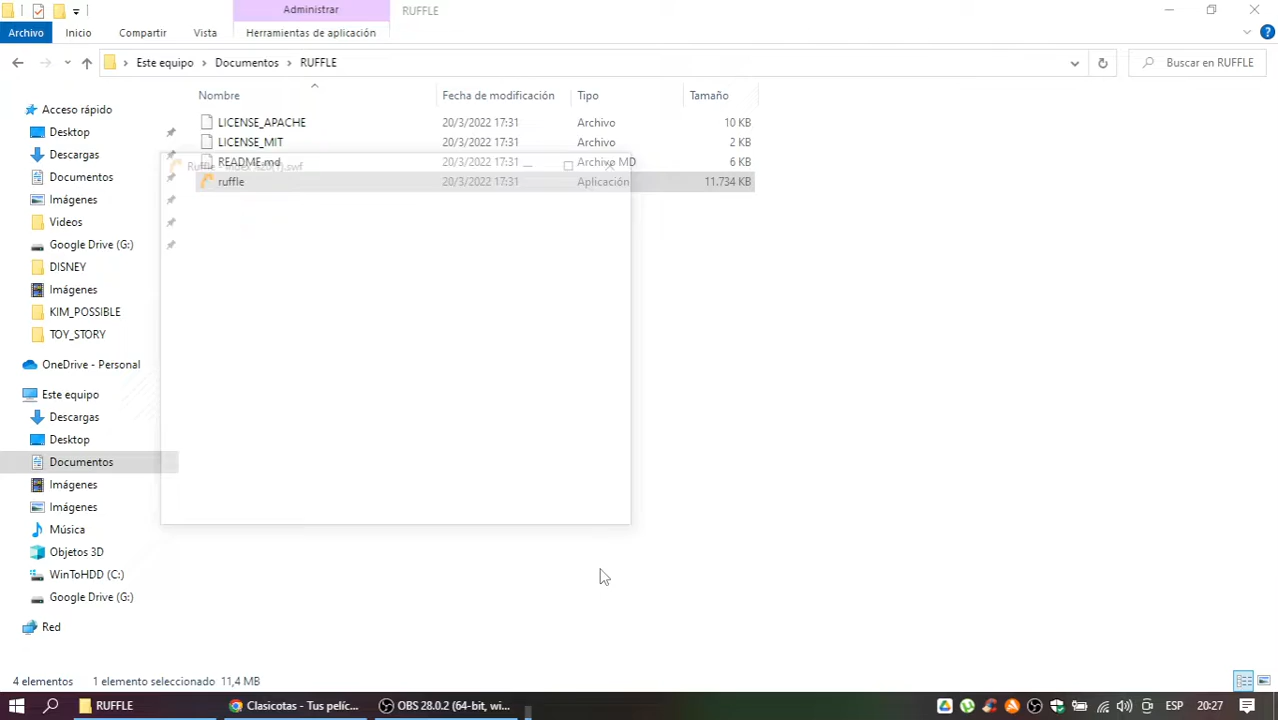 Administrar RUFFLE
Archivo Inicio Compartir Vista Herramientas de aplicación
Este equipo Documentos RUFFLE Buscar en RUFFLE
Nombre Fecha de modificación Tipo Tamaño
Acceso rápido
Desktop
Descargas
Documentos
Imágenes
Videos
Google Drive (G:)
DISNEY
Imágenes
KIM_POSSIBLE
TOY_STORY
OneDrive - Personal
Este equipo
Descargas
Desktop
Documentos
Imágenes
Imágenes
Música
Objetos 3D
WinToHDD (C:)
Google Drive (G:)
Red
LICENSE_APACHE 20/3/2022 17:31 Archivo 10 KB
LICENSE_MIT 20/3/2022 17:31 Archivo 2 KB
README.md 20/3/2022 17:31 Archivo MD 6 KB
ruffle 20/3/2022 17:31 Aplicación 11.734 KB
4 elementos 1 elemento seleccionado 11,4 MB
RUFFLE Clasicotas - Tus pelíc... OBS 28.0.2 (64-bit, wi... ESP 20:27